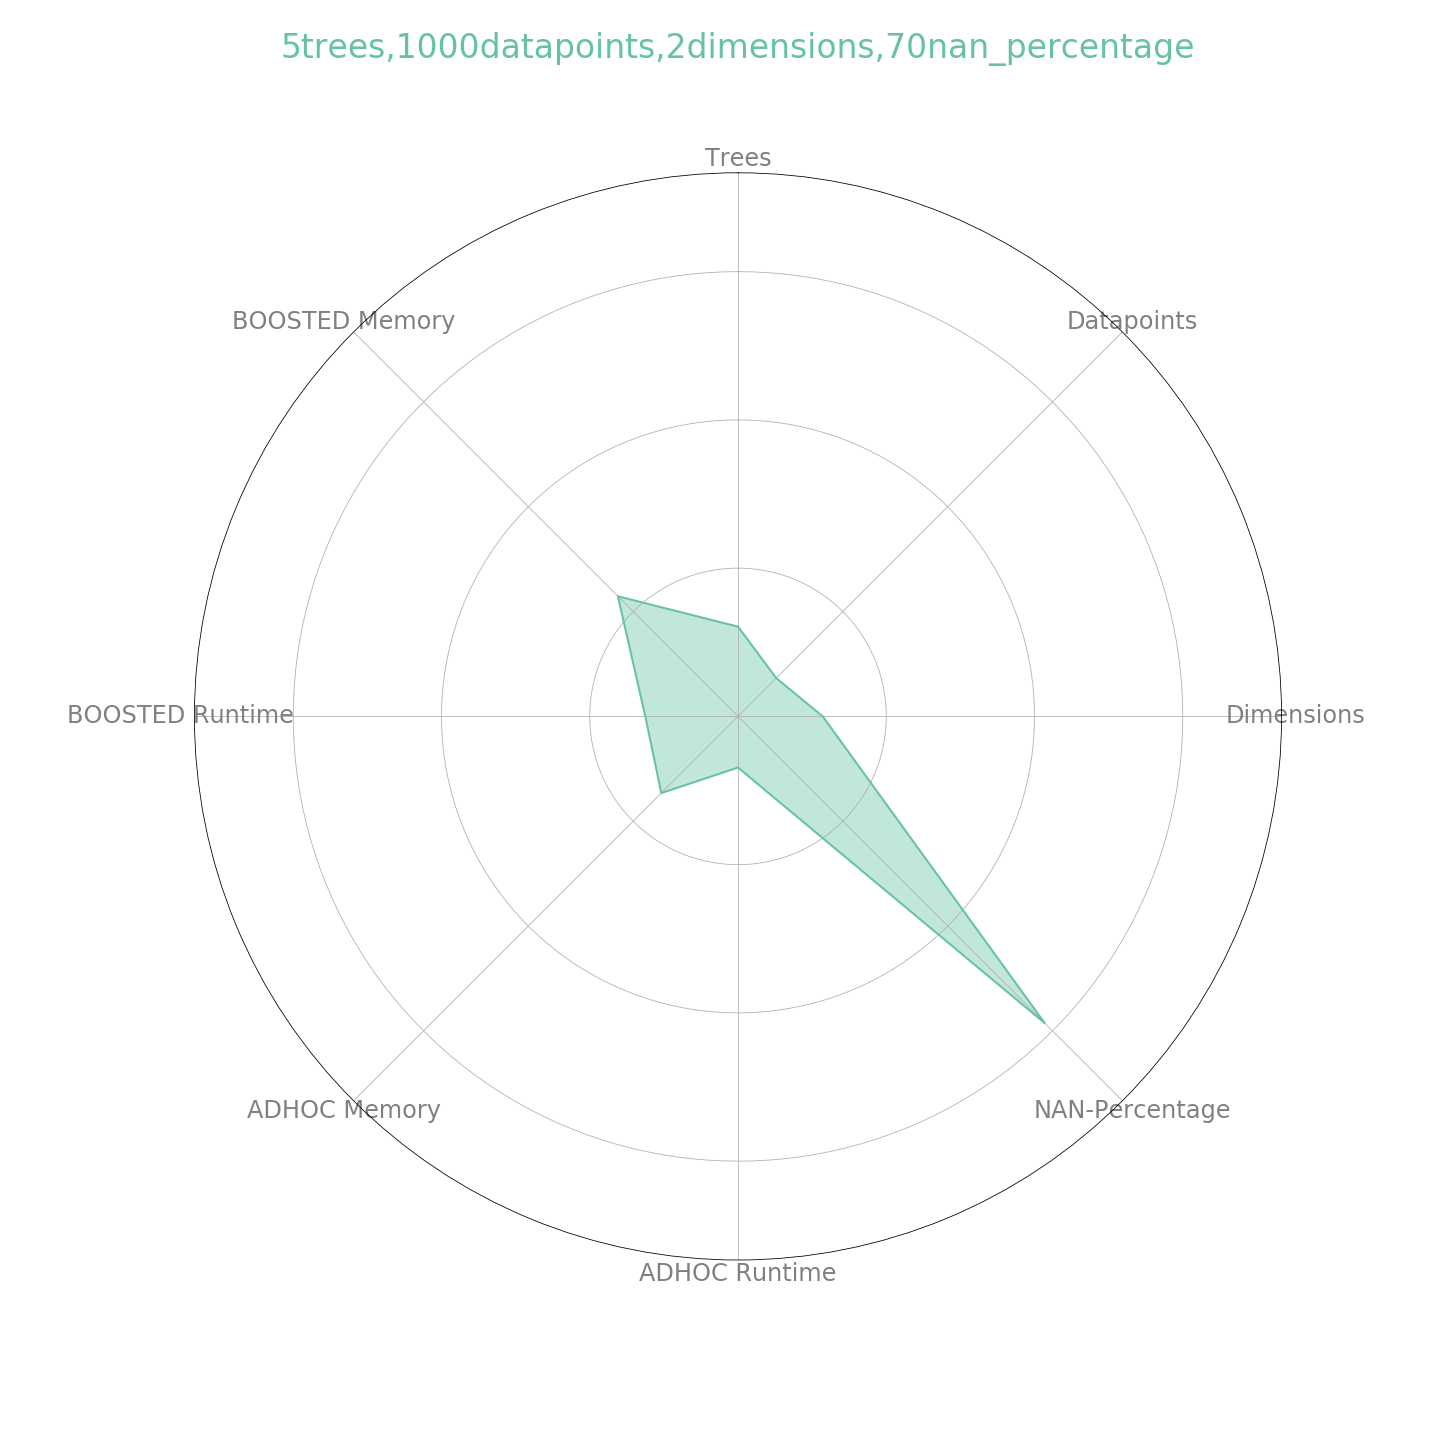 5trees,1000datapoints,2dimensions,70nan_percentage
Trees
BOOSTED Memory
Datapoints
BOOSTED Runtime
Dimensions
ADHOC Memory
NAN-Percentage
ADHOC Runtime